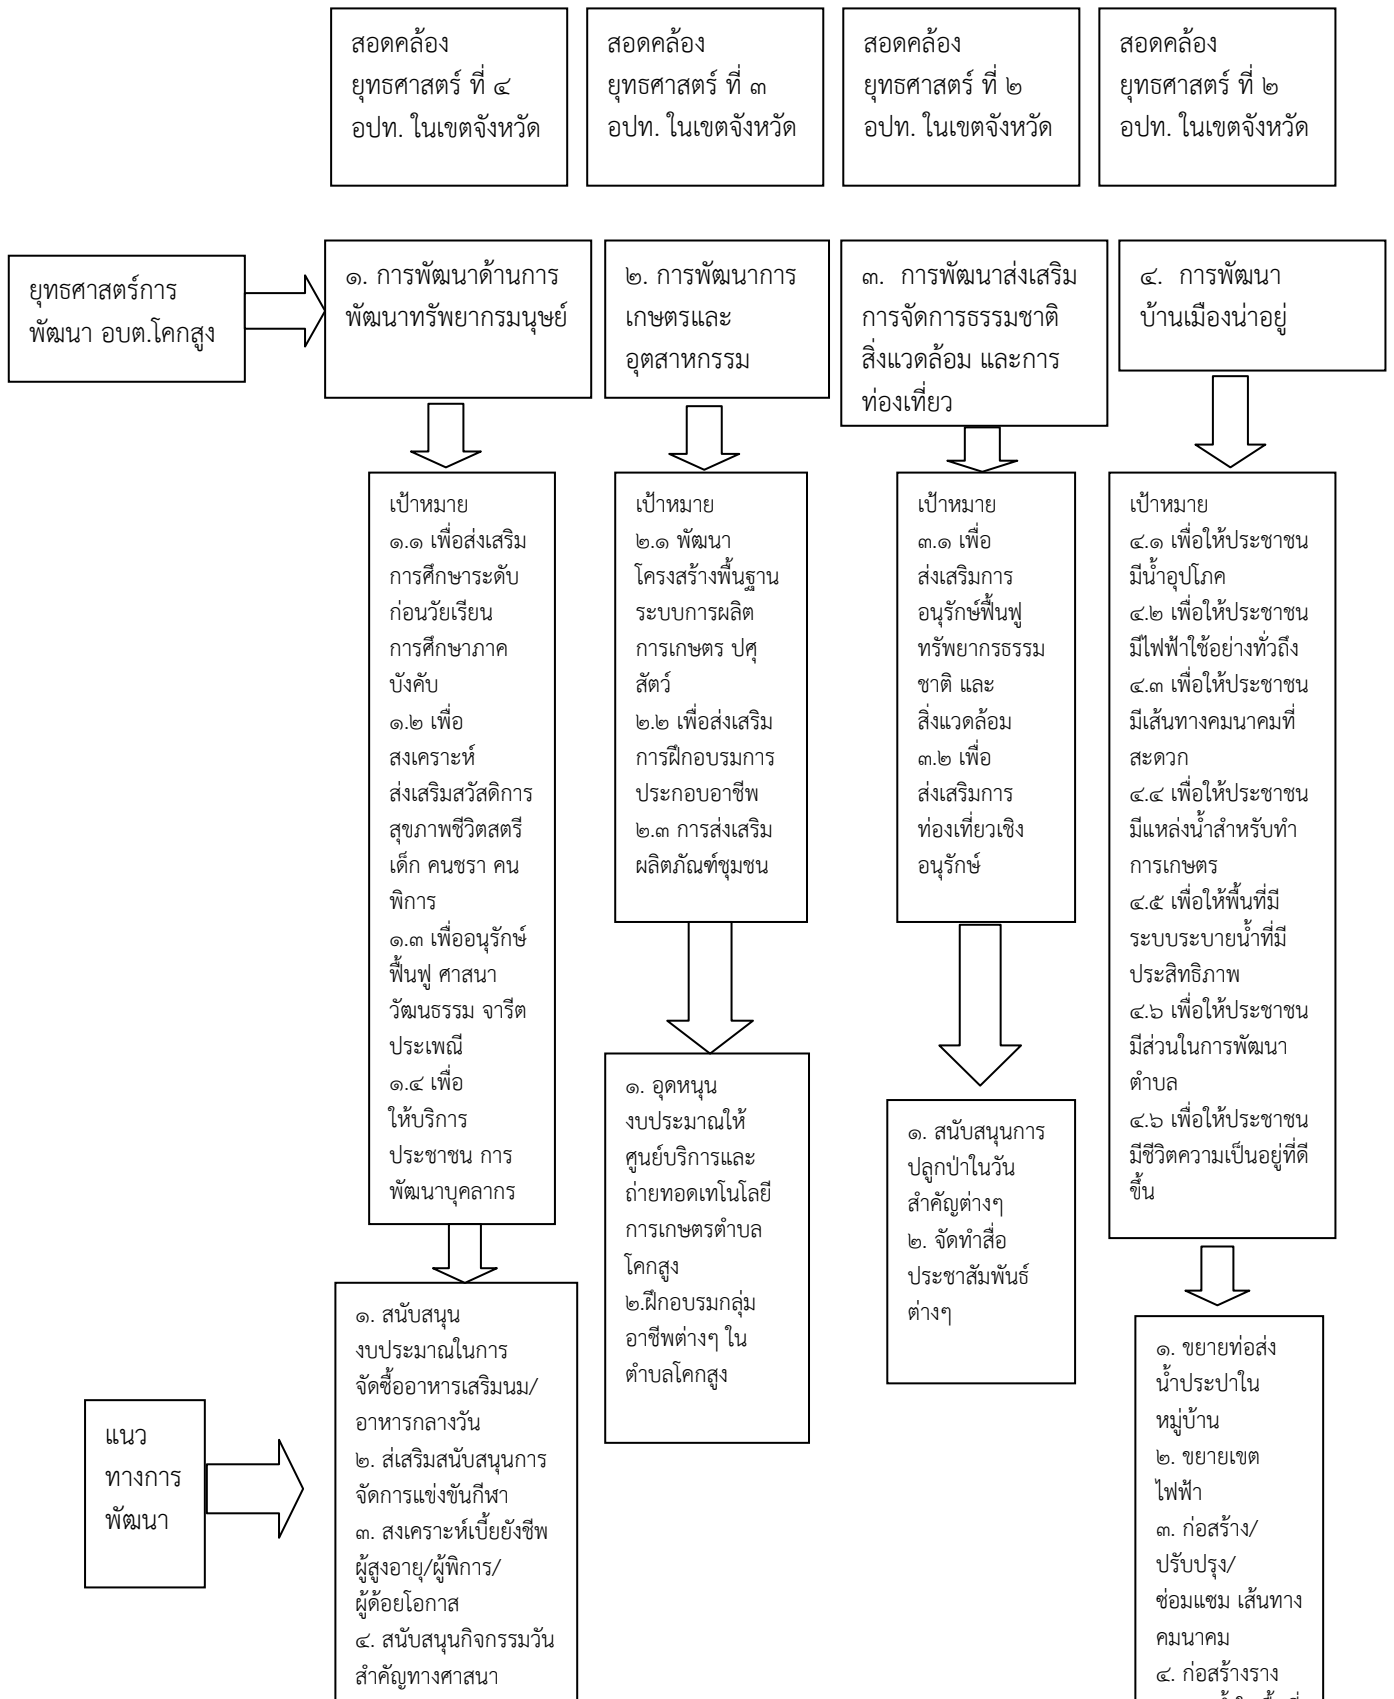 สอดคล้อง
ยุทธศาสตร์ ที่ ๔
อปท. ในเขตจังหวัด
สอดคล้อง
ยุทธศาสตร์ ที่ ๓
อปท. ในเขตจังหวัด
สอดคล้อง
ยุทธศาสตร์ ที่ ๒
อปท. ในเขตจังหวัด
สอดคล้อง
ยุทธศาสตร์ ที่ ๒
อปท. ในเขตจังหวัด
ยุทธศาสตร์การ
พัฒนา อบต.โคกสูง
๑. การพัฒนาด้านการ
พัฒนาทรัพยากรมนุษย์
๒. การพัฒนาการ
เกษตรและ
อุตสาหกรรม
๓. การพัฒนาส่งเสริม
การจัดการธรรมชาติ
สิ่งแวดล้อม และการ
ท่องเที่ยว
๔. การพัฒนา
บ้านเมืองน่าอยู่
เป้าหมาย
๑.๑ เพื่อส่งเสริม
การศึกษาระดับ
ก่อนวัยเรียน
การศึกษาภาค
บังคับ
๑.๒ เพื่อ
สงเคราะห์
ส่งเสริมสวัสดิการ
สุขภาพชีวิตสตรี
เด็ก คนชรา คน
พิการ
๑.๓ เพื่ออนุรักษ์
ฟื้นฟู ศาสนา
วัฒนธรรม จารีต
ประเพณี
๑.๔ เพื่อ
ให้บริการ
ประชาชน การ
พัฒนาบุคลากร
เป้าหมาย
๒.๑ พัฒนา
โครงสร้างพื้นฐาน
ระบบการผลิต
การเกษตร ปศุ
สัตว์
๒.๒ เพื่อส่งเสริม
การฝึกอบรมการ
ประกอบอาชีพ
๒.๓ การส่งเสริม
ผลิตภัณฑ์ชุมชน
เป้าหมาย
๓.๑ เพื่อ
ส่งเสริมการ
อนุรักษ์ฟื้นฟู
ทรัพยากรธรรม
ชาติ และ
สิ่งแวดล้อม
๓.๒ เพื่อ
ส่งเสริมการ
ท่องเที่ยวเชิง
อนุรักษ์
เป้าหมาย
๔.๑ เพื่อให้ประชาชน
มีน้ำอุปโภค
๔.๒ เพื่อให้ประชาชน
มีไฟฟ้าใช้อย่างทั่วถึง
๔.๓ เพื่อให้ประชาชน
มีเส้นทางคมนาคมที่
สะดวก
๔.๔ เพื่อให้ประชาชน
มีแหล่งน้ำสำหรับทำ
การเกษตร
๔.๕ เพื่อให้พื้นที่มี
ระบบระบายน้ำที่มี
ประสิทธิภาพ
๔.๖ เพื่อให้ประชาชน
มีส่วนในการพัฒนา
ตำบล
๔.๖ เพื่อให้ประชาชน
มีชีวิตความเป็นอยู่ที่ดี
ขึ้น
แนว
ทางการ
พัฒนา
๑. สนับสนุน
งบประมาณในการ
จัดซื้ออาหารเสริมนม/
อาหารกลางวัน
๒. ส่เสริมสนับสนุนการ
จัดการแข่งขันกีฬา
๓. สงเคราะห์เบี้ยยังชีพ
ผู้สูงอายุ/ผู้พิการ/
ผู้ด้อยโอกาส
๔. สนับสนุนกิจกรรมวัน
สำคัญทางศาสนา
๑. อุดหนุน
งบประมาณให้
ศูนย์บริการและ
ถ่ายทอดเทโนโลยี
การเกษตรตำบล
โคกสูง
๒.ฝึกอบรมกลุ่ม
อาชีพต่างๆ ใน
ตำบลโคกสูง
๑. สนับสนุนการ
ปลูกป่าในวัน
สำคัญต่างๆ
๒. จัดทำสื่อ
ประชาสัมพันธ์
ต่างๆ
๑. ขยายท่อส่ง
น้ำประปาใน
หมู่บ้าน
๒. ขยายเขต
ไฟฟ้า
๓. ก่อสร้าง/
ปรับปรุง/
ซ่อมแซม เส้นทาง
คมนาคม
๔. ก่อสร้างราง